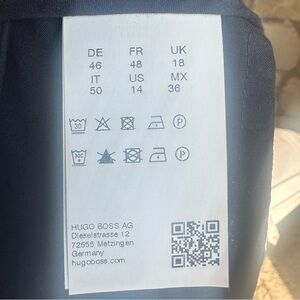 DE FR UK
46 48 18
IT US MX
50 14 36
30
P
P
HUGO BOSS AG
Dieselstrasse 12
72555 Metzingen
Germany
hugoboss.com